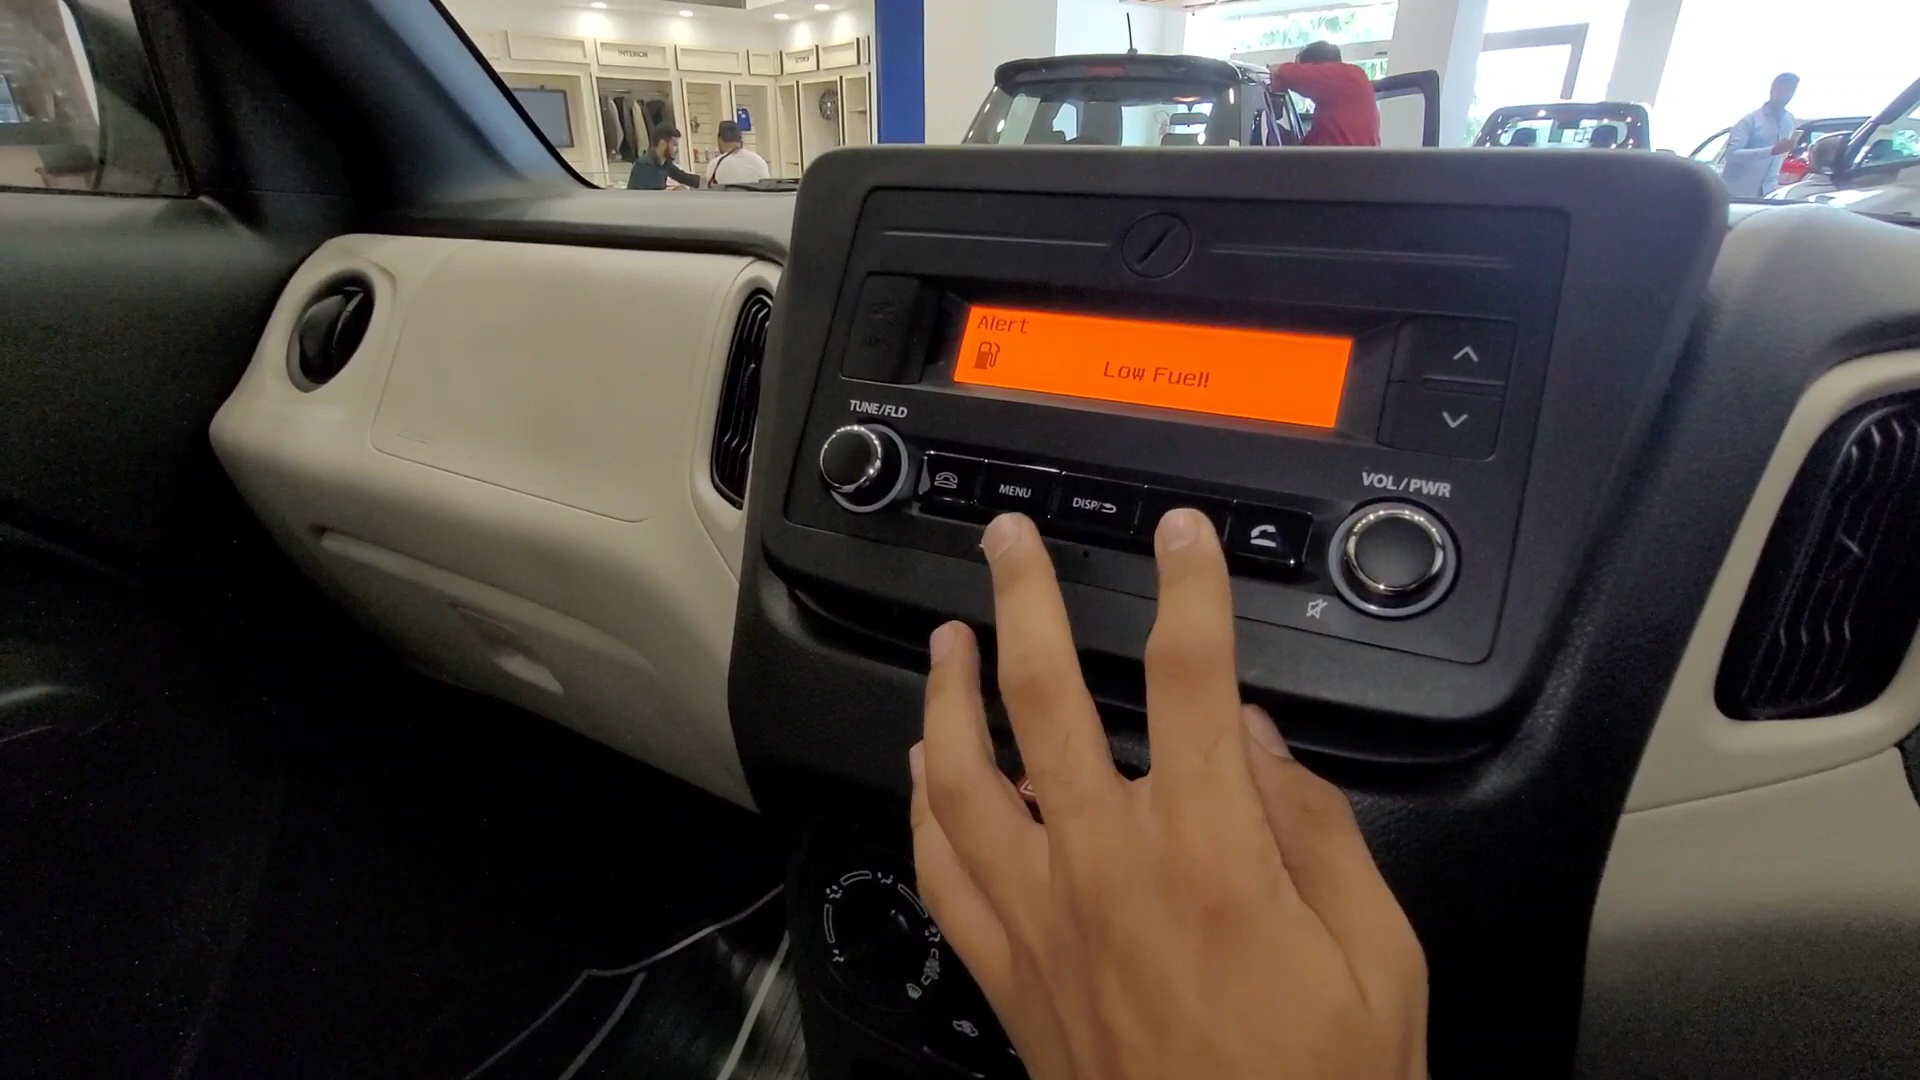 INTERIOR
Alert
Low Fuel!
TUNE/FLD
MENU
DISP/
VOL/PWR